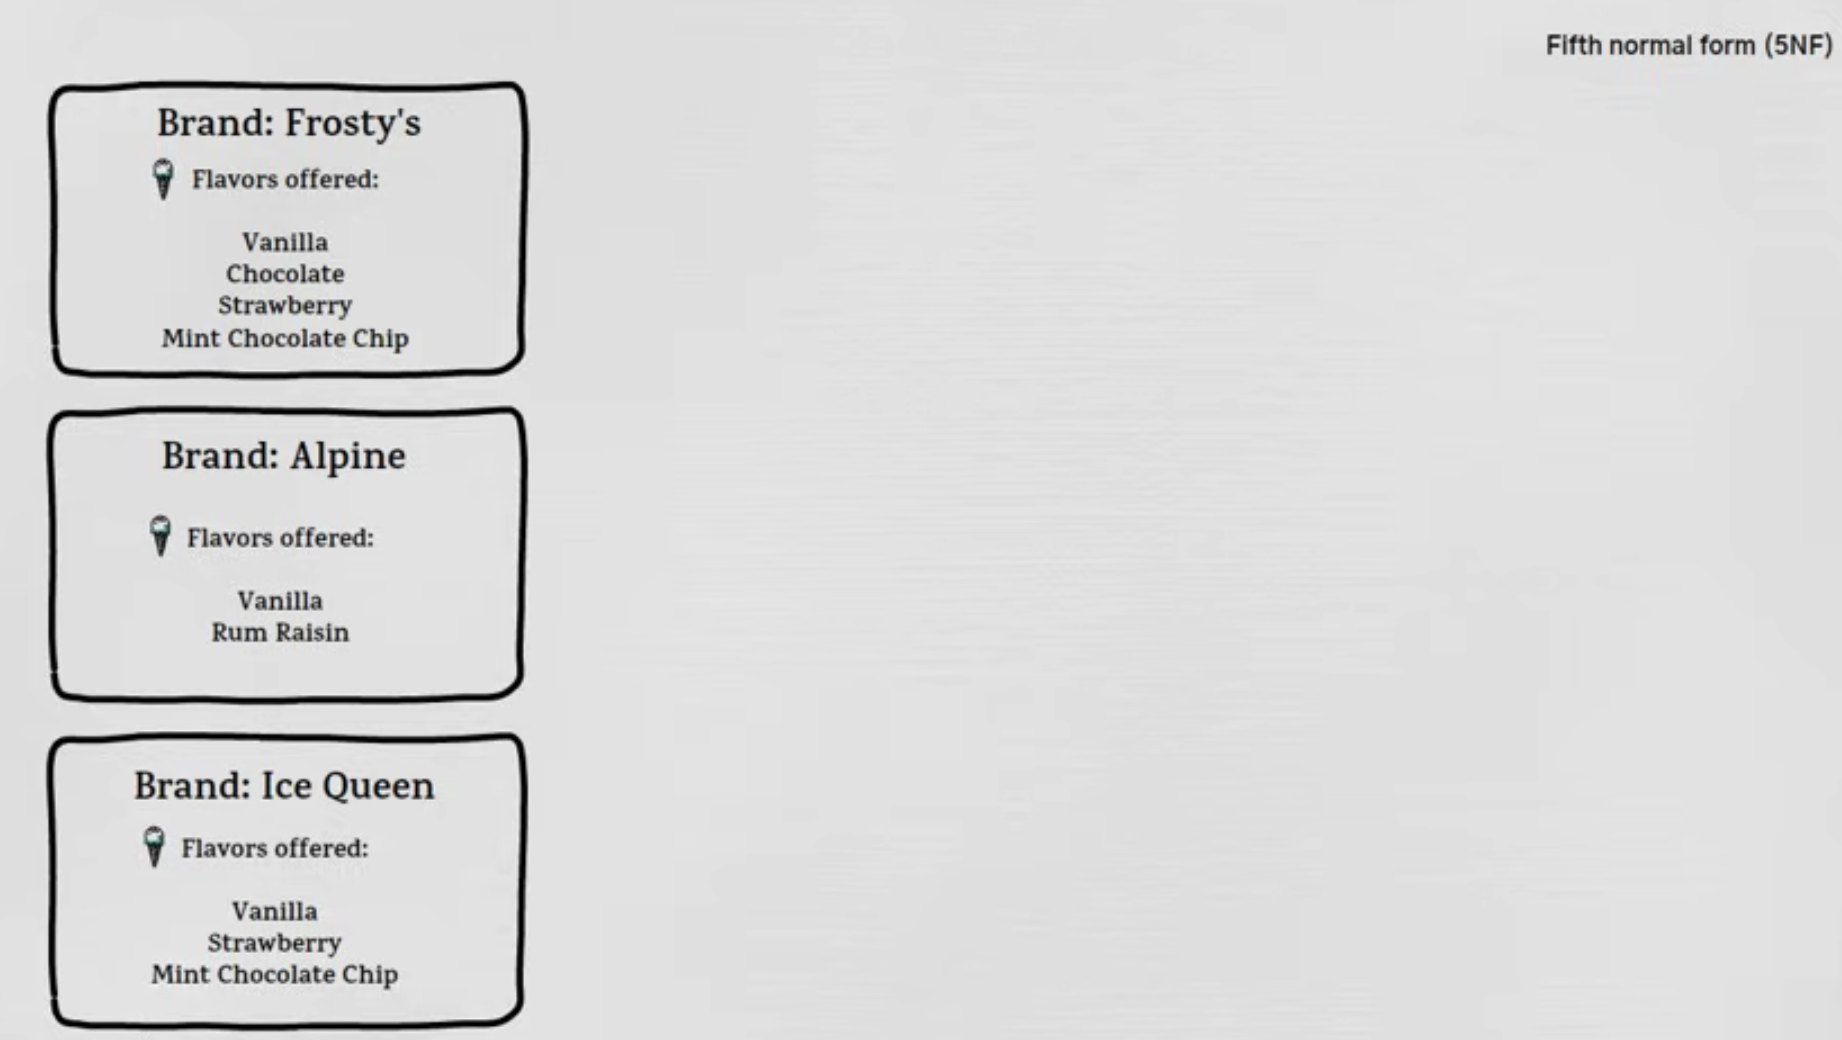 Fifth normal form (5NF)
Brand: Frosty's
Flavors offered:
Vanilla
Chocolate
Strawberry
Mint Chocolate Chip
Brand: Alpine
Flavors offered:
Vanilla
Rum Raisin
Brand: Ice Queen
Flavors offered:
Vanilla
Strawberry
Mint Chocolate Chip